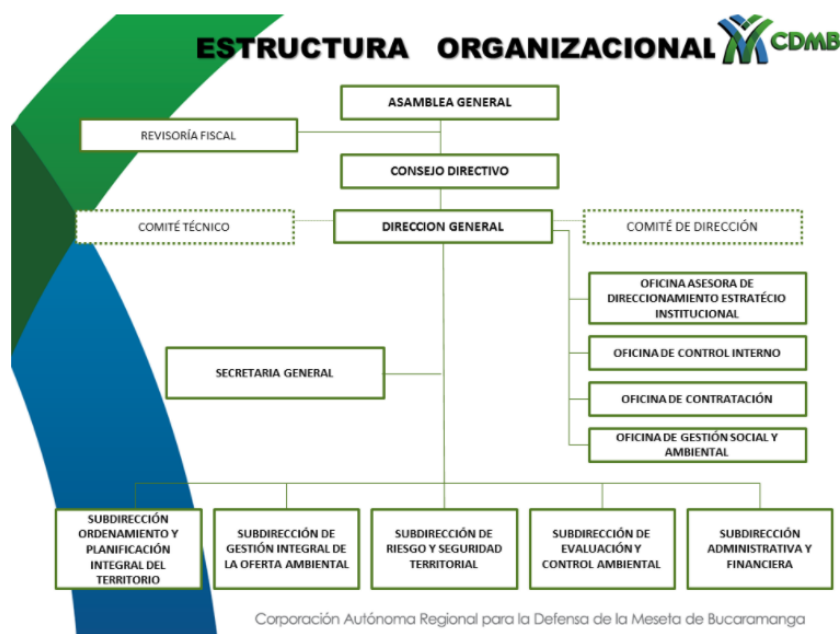 ESTRUCTURA ORGANIZACIONAL
CDMB
ASAMBLEA GENERAL
REVISORÍA FISCAL
CONSEJO DIRECTIVO
COMITÉ TÉCNICO
DIRECCION GENERAL
COMITÉ DE DIRECCIÓN
OFICINA ASESORA DE
DIRECCIONAMIENTO ESTRATÉCIO
INSTITUCIONAL
OFICINA DE CONTROL INTERNO
SECRETARIA GENERAL
OFICINA DE CONTRATACIÓN
OFICINA DE GESTIÓN SOCIAL Y
AMBIENTAL
SUBDIRECCIÓN
ORDENAMIENTO Y
PLANIFICACIÓN
INTEGRAL DEL
TERRITORIO
SUBDIRECCIÓN DE
GESTIÓN INTEGRAL DE
LA OFERTA AMBIENTAL
SUBDIRECCIÓN DE
RIESGO Y SEGURIDAD
TERRITORIAL
SUBDIRECCIÓN DE
EVALUACIÓN Y
CONTROL AMBIENTAL
SUBDIRECCIÓN
ADMINISTRATIVA Y
FINANCIERA
Corporación Autónoma Regional para la Defensa de la Meseta de Bucaramanga